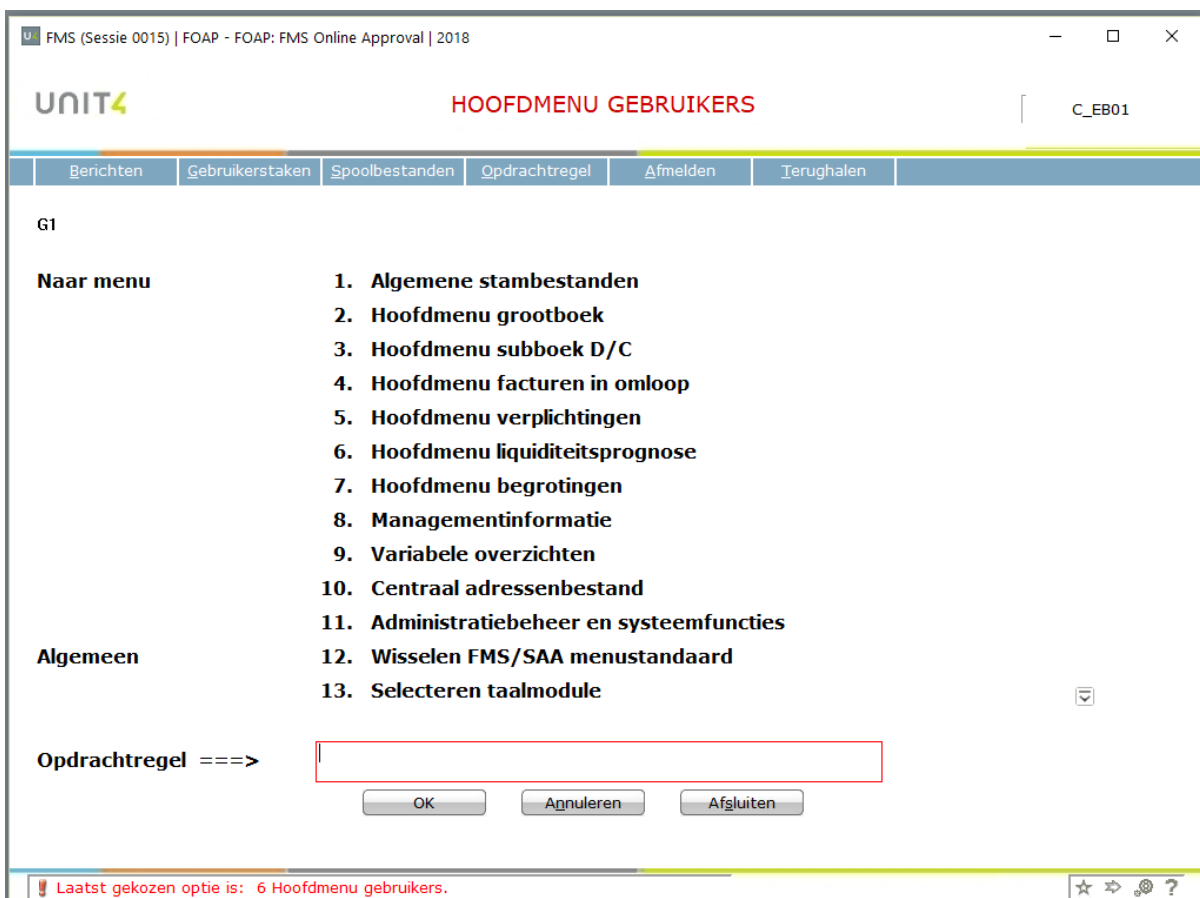 U4 FMS (Sessie 0015) | FOAP - FOAP: FMS Online Approval | 2018
UNIT4
HOOFDMENU GEBRUIKERS
C_EB01
Berichten Gebruikerstaken Spoolbestanden Opdrachtregel Afmelden Terughalen
G1
Naar menu 1. Algemene stambestanden
2. Hoofdmenu grootboek
3. Hoofdmenu subboek D/C
4. Hoofdmenu facturen in omloop
5. Hoofdmenu verplichtingen
6. Hoofdmenu liquiditeitsprognose
7. Hoofdmenu begrotingen
8. Managementinformatie
9. Variabele overzichten
10. Centraal adressenbestand
11. Administratiebeheer en systeemfuncties
Algemeen 12. Wisselen FMS/SAA menustandaard
13. Selecteren taalmodule
Opdrachtregel ===>
OK Annuleren Afsluiten
Laatst gekozen optie is: 6 Hoofdmenu gebruikers.
?